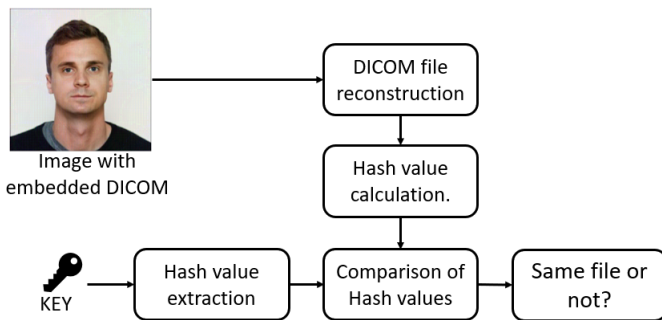 DICOM file
reconstruction
Image with
embedded DICOM
Hash value
calculation.
KEY
Hash value
extraction
Comparison of
Hash values
Same file or
not?